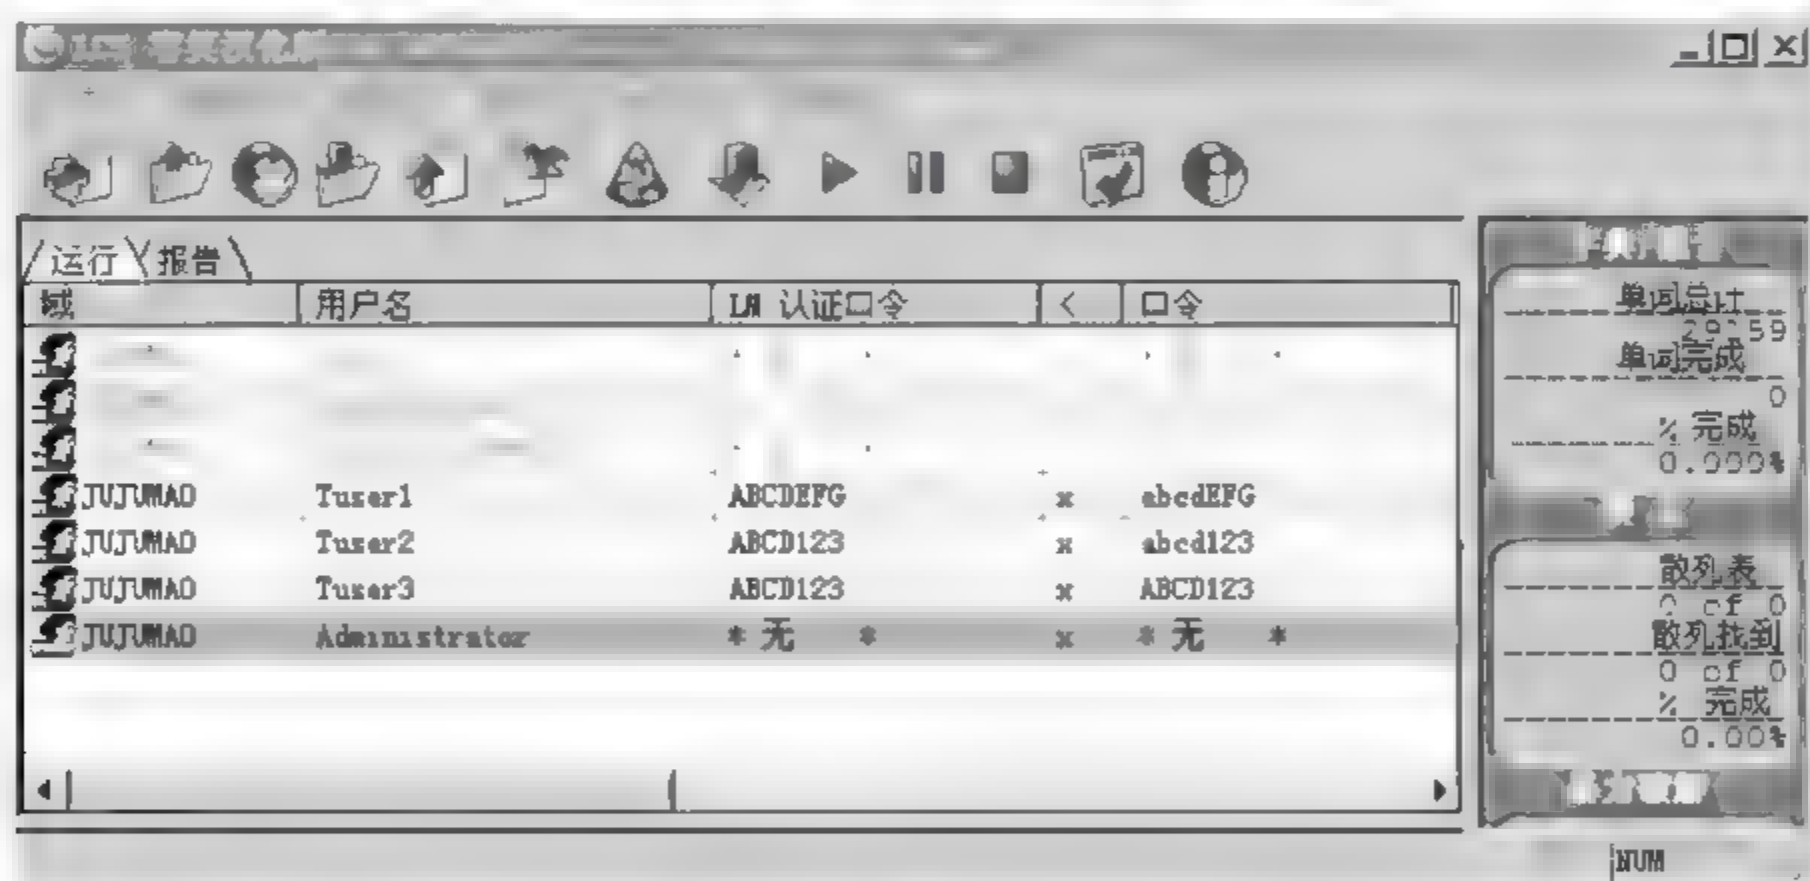 运行 报告
域 用户名 LM 认证口令 < 口令
JUJUMAO Tuser1 ABCDEFG x abcdEFG
JUJUMAO Tuser2 ABCD123 x abcd123
JUJUMAO Tuser3 ABCD123 x ABCD123
JUJUMAO Administrator * 无 * x * 无 *
单词总计
单词完成
0
% 完成
0.000%
散列表
0 of 0
散列找到
0 of 0
% 完成
0.00%
NUM